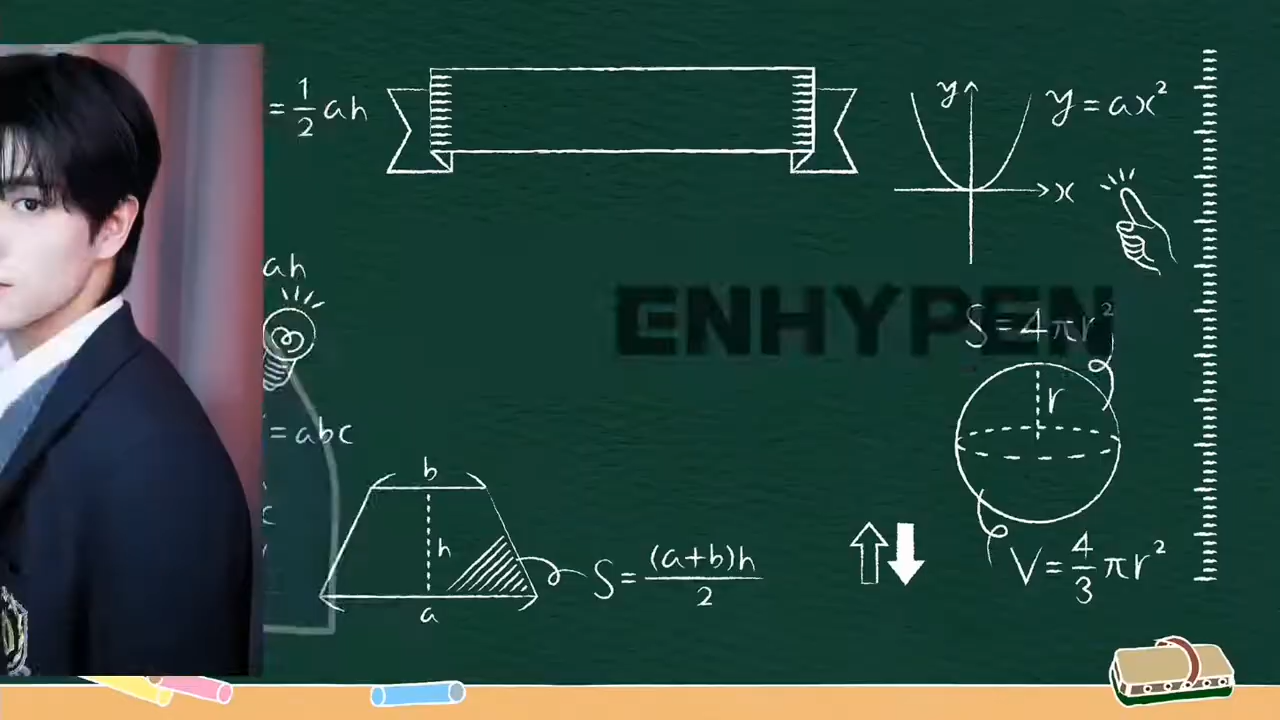 = 1/2 ah
y
y = ax²
x
ah
ENHYPEN
S = 4πr²
r
= abc
b
h
a
S = (a+b)h/2
V = 4/3 πr²